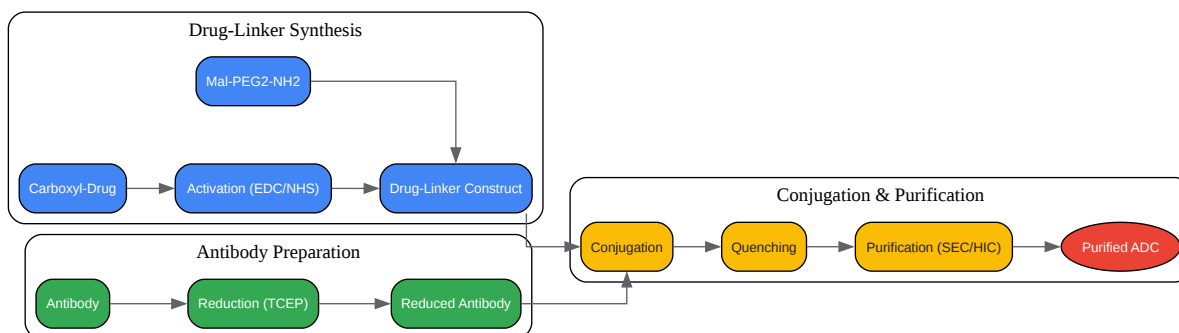 Drug-Linker Synthesis
Mal-PEG2-NH2
Carboxyl-Drug
Activation (EDC/NHS)
Drug-Linker Construct
Antibody Preparation
Antibody
Reduction (TCEP)
Reduced Antibody
Conjugation & Purification
Conjugation
Quenching
Purification (SEC/HIC)
Purified ADC